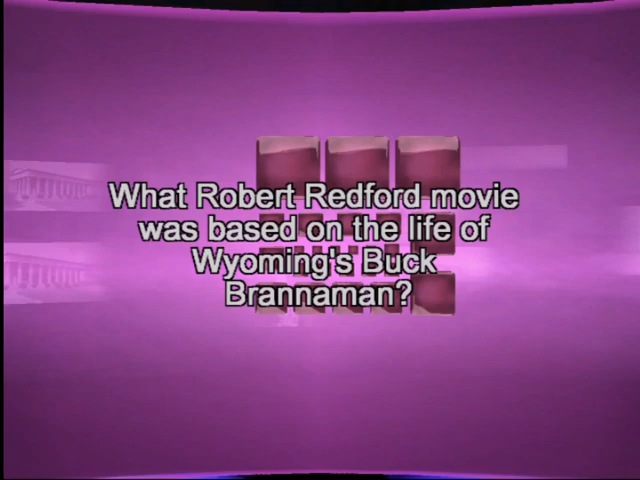 What Robert Redford movie
was based on the life of
Wyoming's Buck
Brannaman?